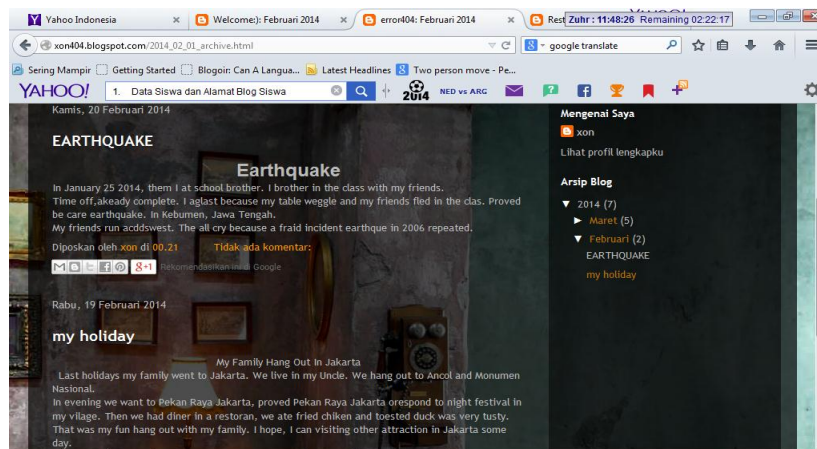 Yahoo Indonesia
Welcome:): Februari 2014
error404: Februari 2014
Rest
Zuhr : 11:48:26 Remaining 02:22:17
xon404.blogspot.com/2014_02_01_archive.html
google translate
Sering Mampir Getting Started Blogoir: Can A Langua... Latest Headlines Two person move - Pe...
YAHOO!
1. Data Siswa dan Alamat Blog Siswa
2014
NED vs ARG
Kamis, 20 Februari 2014
EARTHQUAKE
Earthquake
In January 25 2014, them I at school brother. I brother in the class with my friends.
Time off,akeady complete. I aglast because my table weggle and my friends fled in the clas. Proved
be care earthquake. In Kebumen, Jawa Tengah.
My friends run acddswest. The all cry because a fraid incident earthque in 2006 repeated.
Diposkan oleh xon di 00.21 Tidak ada komentar:
Rekomendasikan ini di Google
Rabu, 19 Februari 2014
my holiday
My Family Hang Out In Jakarta
Last holidays my family went to Jakarta. We live in my Uncle. We hang out to Ancol and Monumen
Nasional.
In evening we want to Pekan Raya Jakarta, proved Pekan Raya Jakarta orespond to night festival in
my vilage. Then we had diner in a restoran, we ate fried chiken and toested duck was very tusty.
That was my fun hang out with my family. I hope, I can visiting other attraction in Jakarta some
day.
Mengenai Saya
xon
Lihat profil lengkapku
Arsip Blog
▼ 2014 (7)
► Maret (5)
▼ Februari (2)
EARTHQUAKE
my holiday